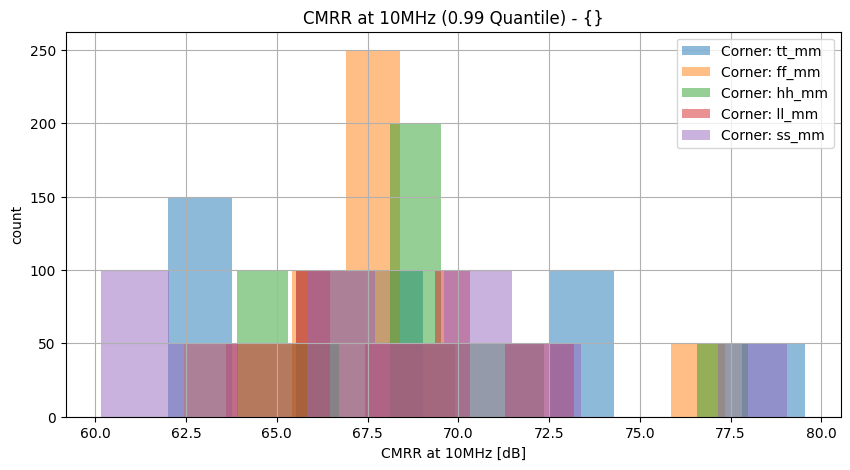 CMRR at 10MHz (0.99 Quantile) - {}
Corner: tt_mm
Corner: ff_mm
Corner: hh_mm
Corner: ll_mm
Corner: ss_mm
250
200
150
100
50
0
count
60.0 62.5 65.0 67.5 70.0 72.5 75.0 77.5 80.0
CMRR at 10MHz [dB]